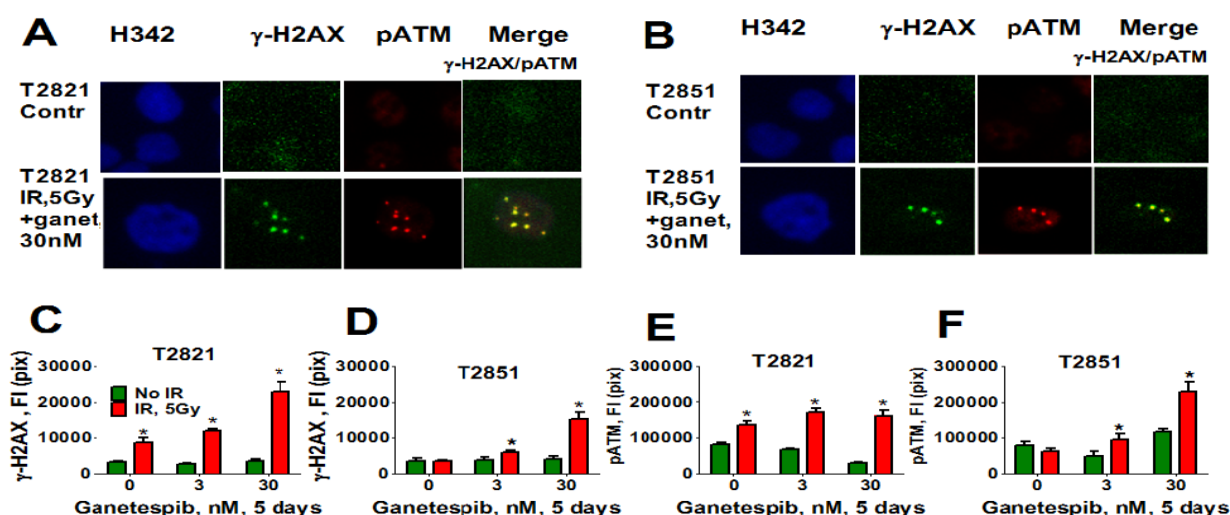 A
H342 γ-H2AX pATM Merge
γ-H2AX/pATM
T2821
Contr
T2821
IR,5Gy
+ganet,
30nM
B
H342 γ-H2AX pATM Merge
γ-H2AX/pATM
T2851
Contr
T2851
IR,5Gy
+ganet,
30nM
C
T2821
γ-H2AX , FI (pix)
30000
20000
10000
0
No IR
IR, 5Gy
* * *
0 3 30
Ganetespib, nM, 5 days
D
T2851
γ-H2AX , FI (pix)
30000
20000
10000
0
* *
0 3 30
Ganetespib, nM, 5 days
E
T2821
pATM, FI (pix)
300000
200000
100000
0
* * *
0 3 30
Ganetespib, nM, 5 days
F
T2851
pATM, FI (pix)
300000
200000
100000
0
* *
0 3 30
Ganetespib, nM, 5 days